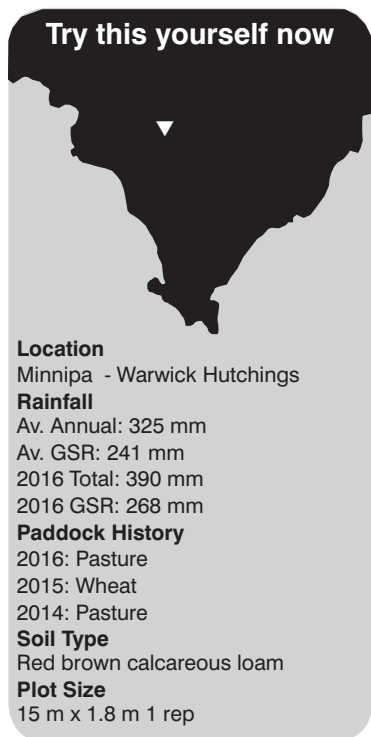 Try this yourself now
Location
Minnipa - Warwick Hutchings
Rainfall
Av. Annual: 325 mm
Av. GSR: 241 mm
2016 Total: 390 mm
2016 GSR: 268 mm
Paddock History
2016: Pasture
2015: Wheat
2014: Pasture
Soil Type
Red brown calcareous loam
Plot Size
15 m x 1.8 m 1 rep